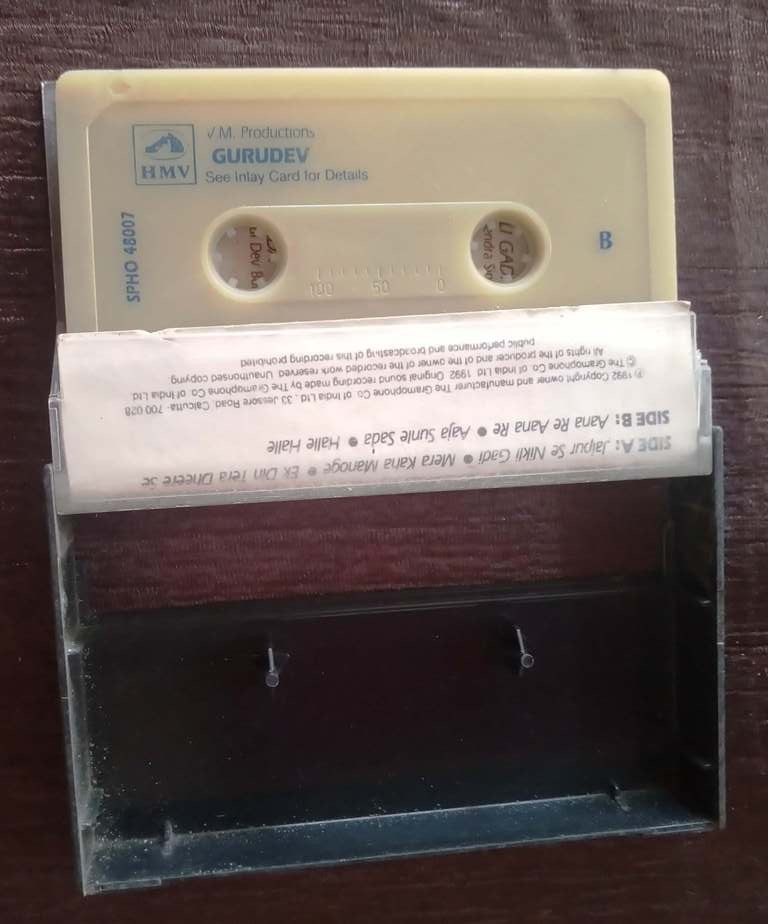 V.M. Productions
GURUDEV
HMV
See Inlay Card for Details
SPHO 48007
B
100 50 0
SIDE A: Jaipur Se Nikli Gadi ● Mera Kaha Manoge ● Ek Din Tera Dheere Se
SIDE B: Aana Re Aana Re ● Aaja Sunle Sada ● Halle Halle
℗ 1992 Copyright owner and manufacturer The Gramophone Co of India Ltd . 33 Jessore Road, Calcutta- 700 028
© The Gramophone Co. of India Ltd 1992 Original sound recording made by The Gramophone Co of India Ltd
All rights of the producer and of the owner of the recorded work reserved Unauthorised copying
public performance and broadcasting of this recording prohibited